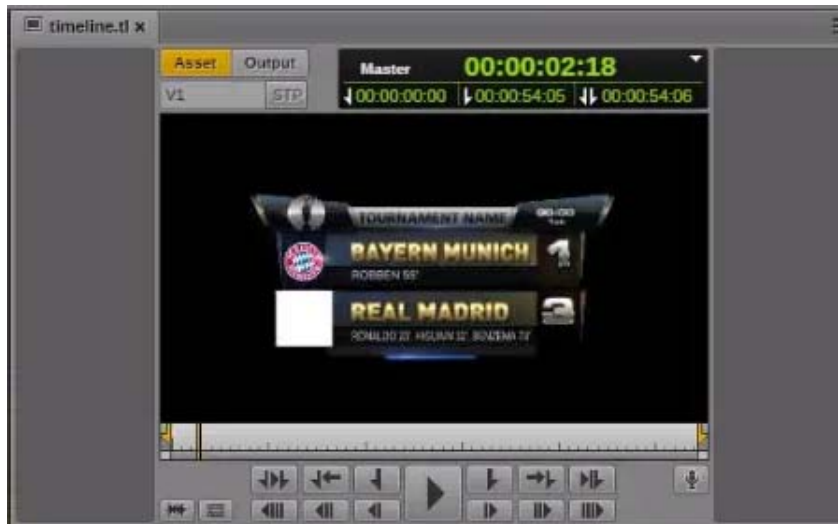 timeline.tl x
Asset Output
Master 00:00:02:18
V1 STP
00:00:00:00 00:00:54:05 00:00:54:06
TOURNAMENT NAME 00:00
BAYERN MUNICH 1
ROBBEN 55'
REAL MADRID 3
RONALDO 23' HIGUAIN 32' BENZEMA